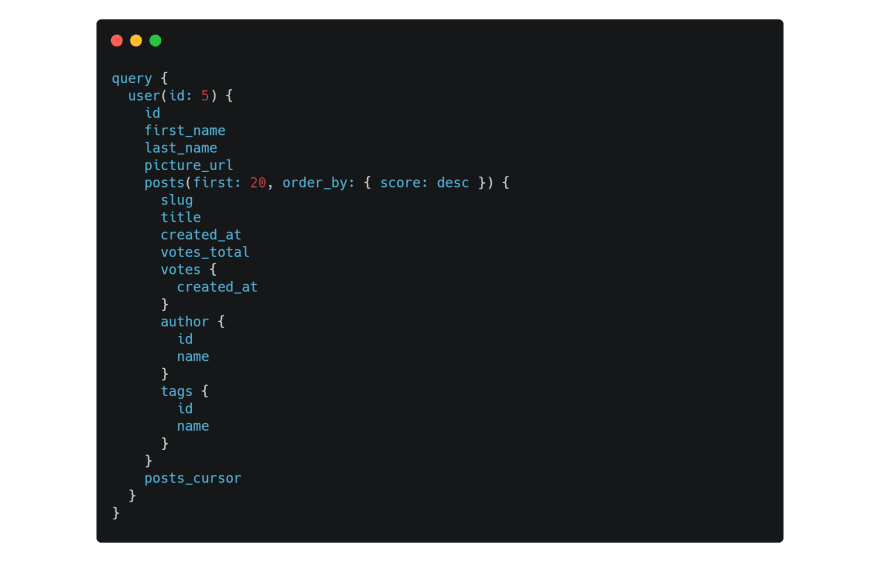 query {
  user(id: 5) {
    id
    first_name
    last_name
    picture_url
    posts(first: 20, order_by: { score: desc }) {
      slug
      title
      created_at
      votes_total
      votes {
        created_at
      }
      author {
        id
        name
      }
      tags {
        id
        name
      }
    }
    posts_cursor
  }
}